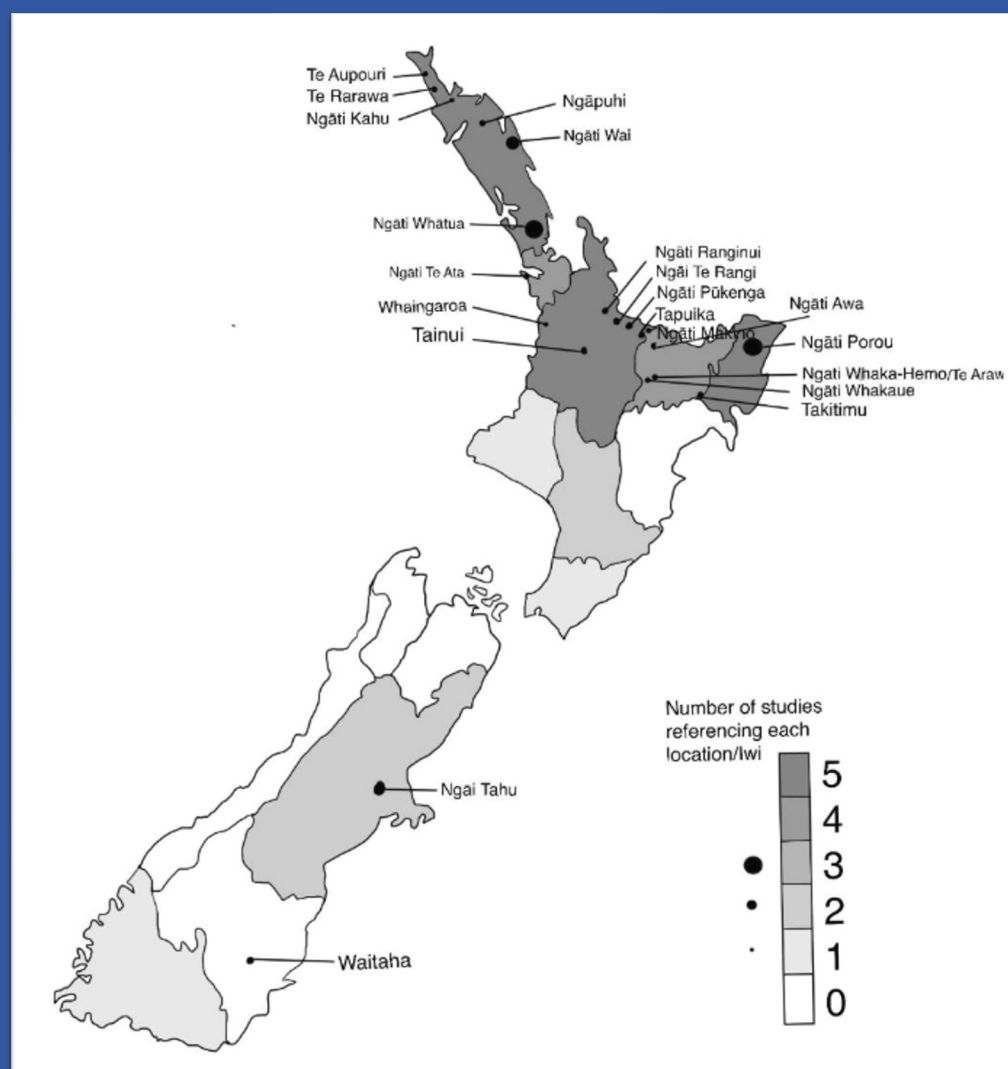 Te Aupouri
Te Rarawa
Ngāti Kahu
Ngāpuhi
Ngāti Wai
Ngati Whatua
Ngati Te Ata
Whaingaroa
Tainui
Ngāti Ranginui
Ngāi Te Rangi
Ngāti Pūkenga
Tapuika
Ngāti
Ngāti Awa
Ngāti Porou
Ngati Whaka-Hemo/Te Araw
Ngāti Whakaue
Takitimu
Ngai Tahu
Waitaha
Number of studies
referencing each
location/Iwi
5
4
3
2
1
0